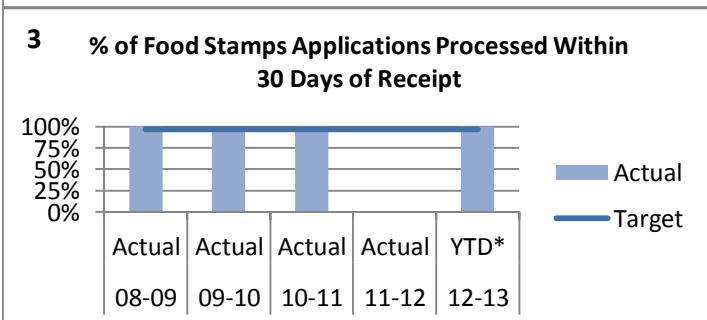 3 % of Food Stamps Applications Processed Within
30 Days of Receipt
100%
75%
50%
25%
0%
Actual
Target
Actual Actual Actual Actual YTD*
08-09 09-10 10-11 11-12 12-13